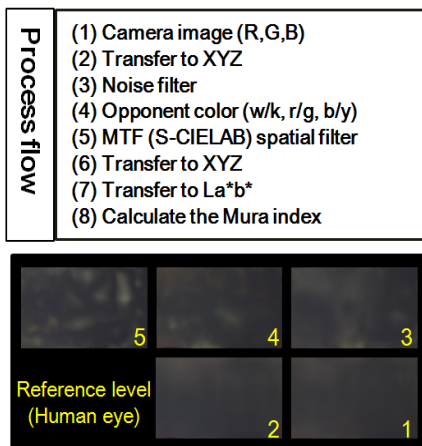 Process flow
(1) Camera image (R,G,B)
(2) Transfer to XYZ
(3) Noise filter
(4) Opponent color (w/k, r/g, b/y)
(5) MTF (S-CIELAB) spatial filter
(6) Transfer to XYZ
(7) Transfer to La*b*
(8) Calculate the Mura index
5
4
3
Reference level
(Human eye)
2
1